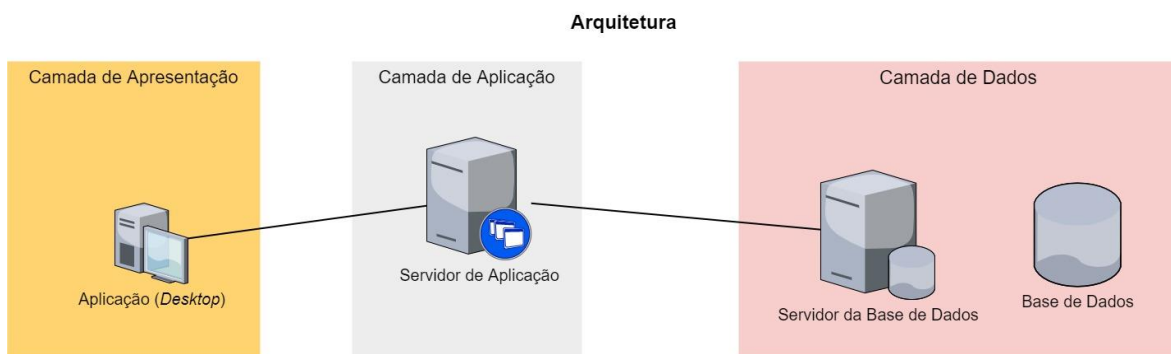 Arquitetura
Camada de Apresentação
Camada de Aplicação
Camada de Dados
Aplicação (Desktop)
Servidor de Aplicação
Servidor da Base de Dados
Base de Dados